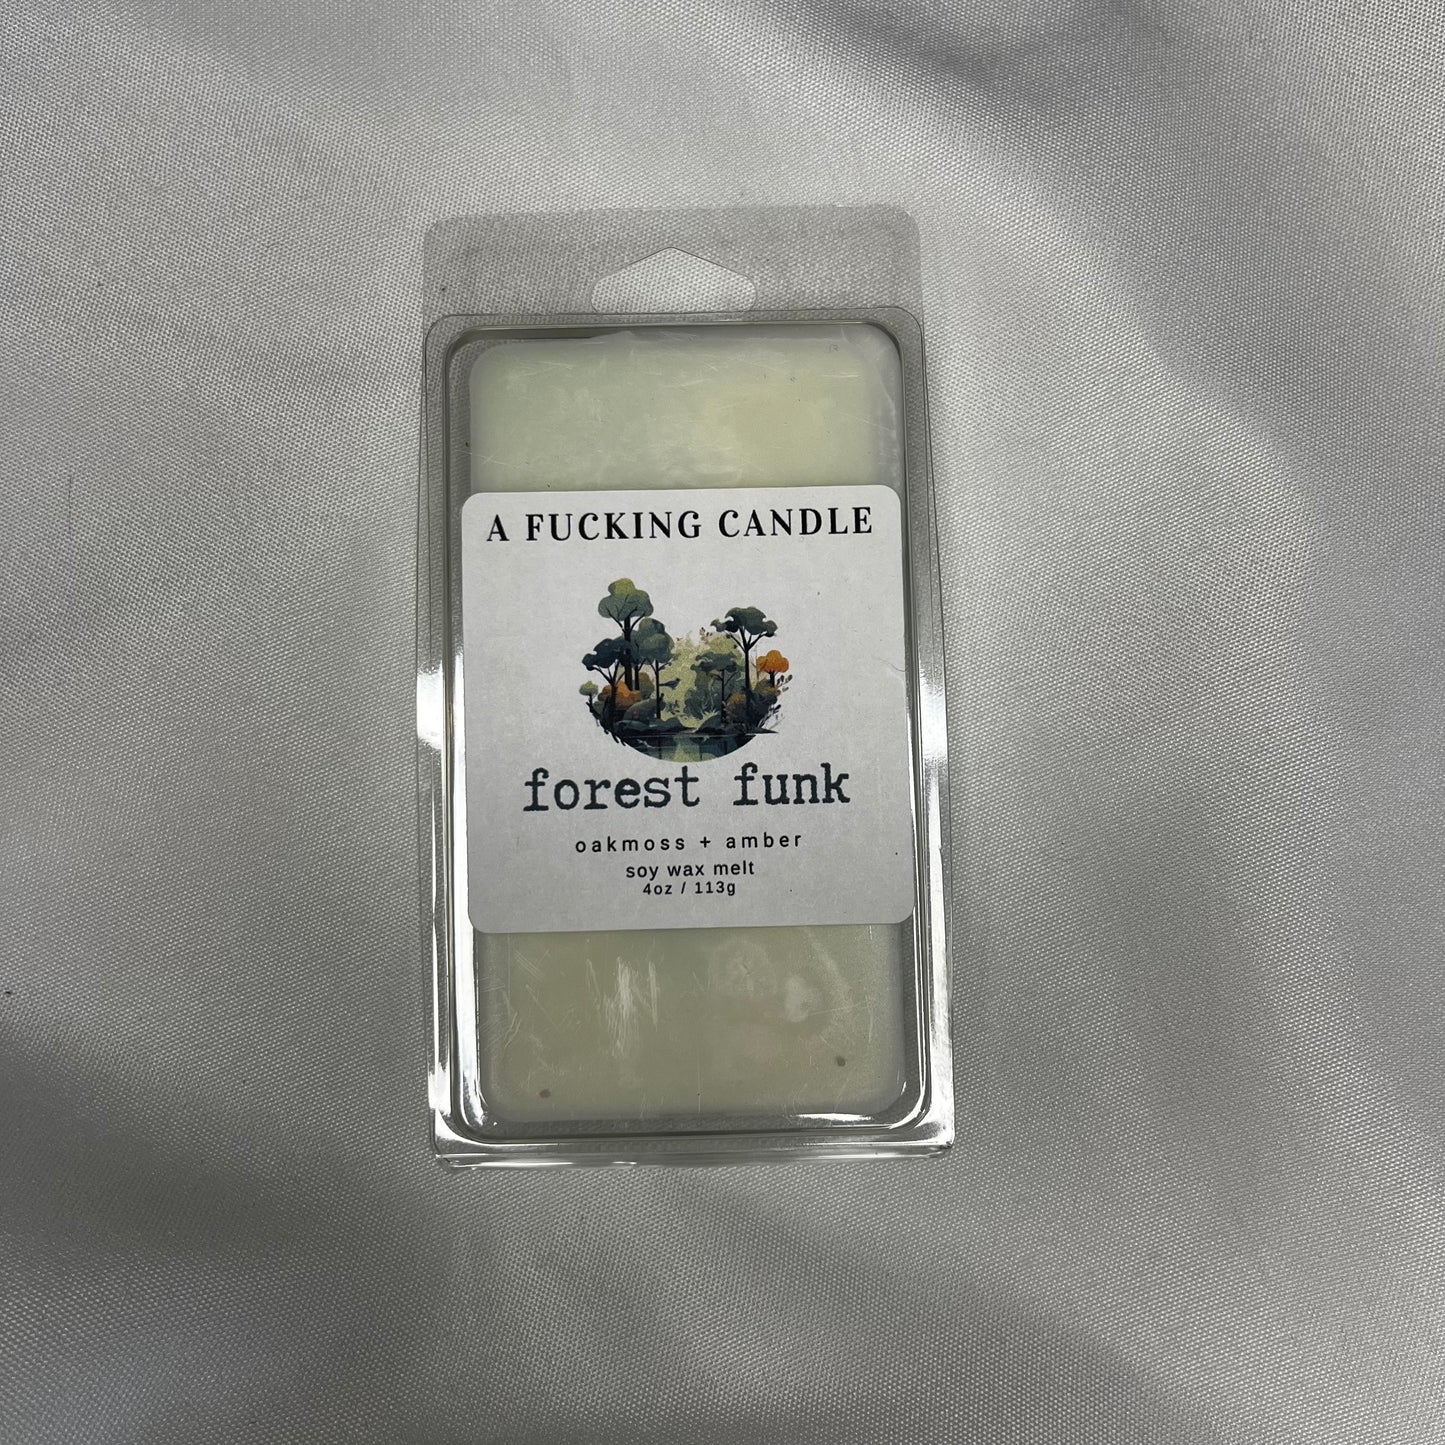 A FUCKING CANDLE
forest funk
oakmoss + amber
soy wax melt
4oz / 113g